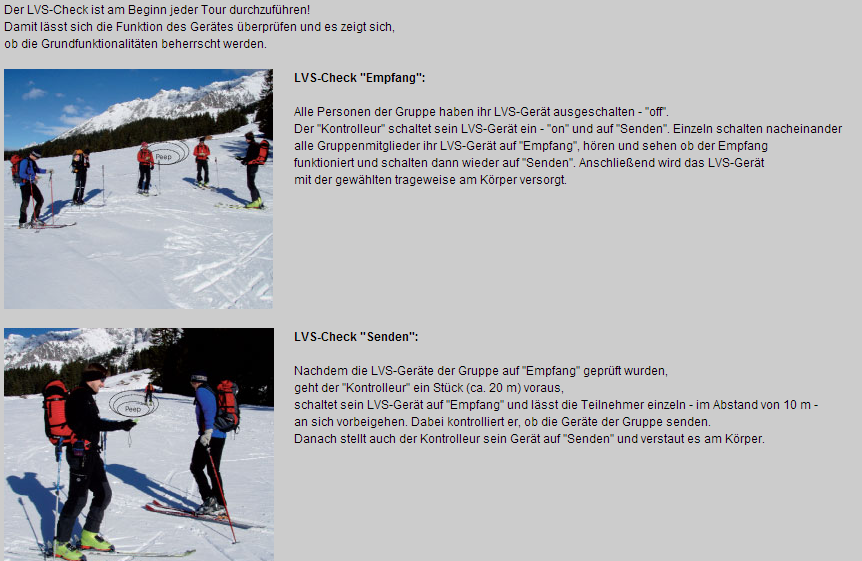 Der LVS-Check ist am Beginn jeder Tour durchzuführen!
Damit lässt sich die Funktion des Gerätes überprüfen und es zeigt sich,
ob die Grundfunktionalitäten beherrscht werden.
LVS-Check "Empfang":
Alle Personen der Gruppe haben ihr LVS-Gerät ausgeschalten - "off".
Der "Kontrolleur" schaltet sein LVS-Gerät ein - "on" und auf "Senden". Einzeln schalten nacheinander
alle Gruppenmitglieder ihr LVS-Gerät auf "Empfang", hören und sehen ob der Empfang
funktioniert und schalten dann wieder auf "Senden". Anschließend wird das LVS-Gerät
mit der gewählten trageweise am Körper versorgt.
Peep
LVS-Check "Senden":
Nachdem die LVS-Geräte der Gruppe auf "Empfang" geprüft wurden,
geht der "Kontrolleur" ein Stück (ca. 20 m) voraus,
schaltet sein LVS-Gerät auf "Empfang" und lässt die Teilnehmer einzeln - im Abstand von 10 m -
an sich vorbeigehen. Dabei kontrolliert er, ob die Geräte der Gruppe senden.
Danach stellt auch der Kontrolleur sein Gerät auf "Senden" und verstaut es am Körper.
Peep